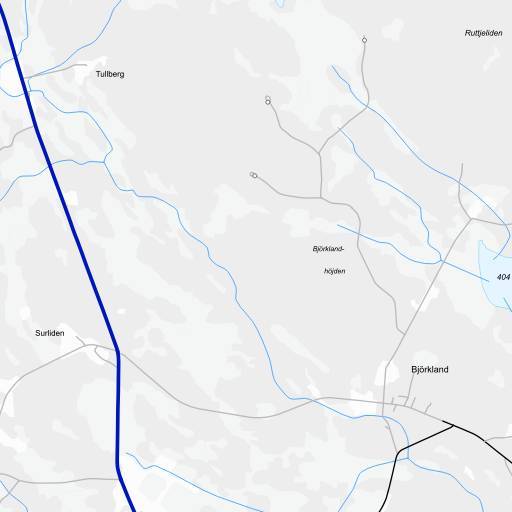 Ruttjeliden
Tullberg
Björkland-
höjden
404
Surliden
Björkland